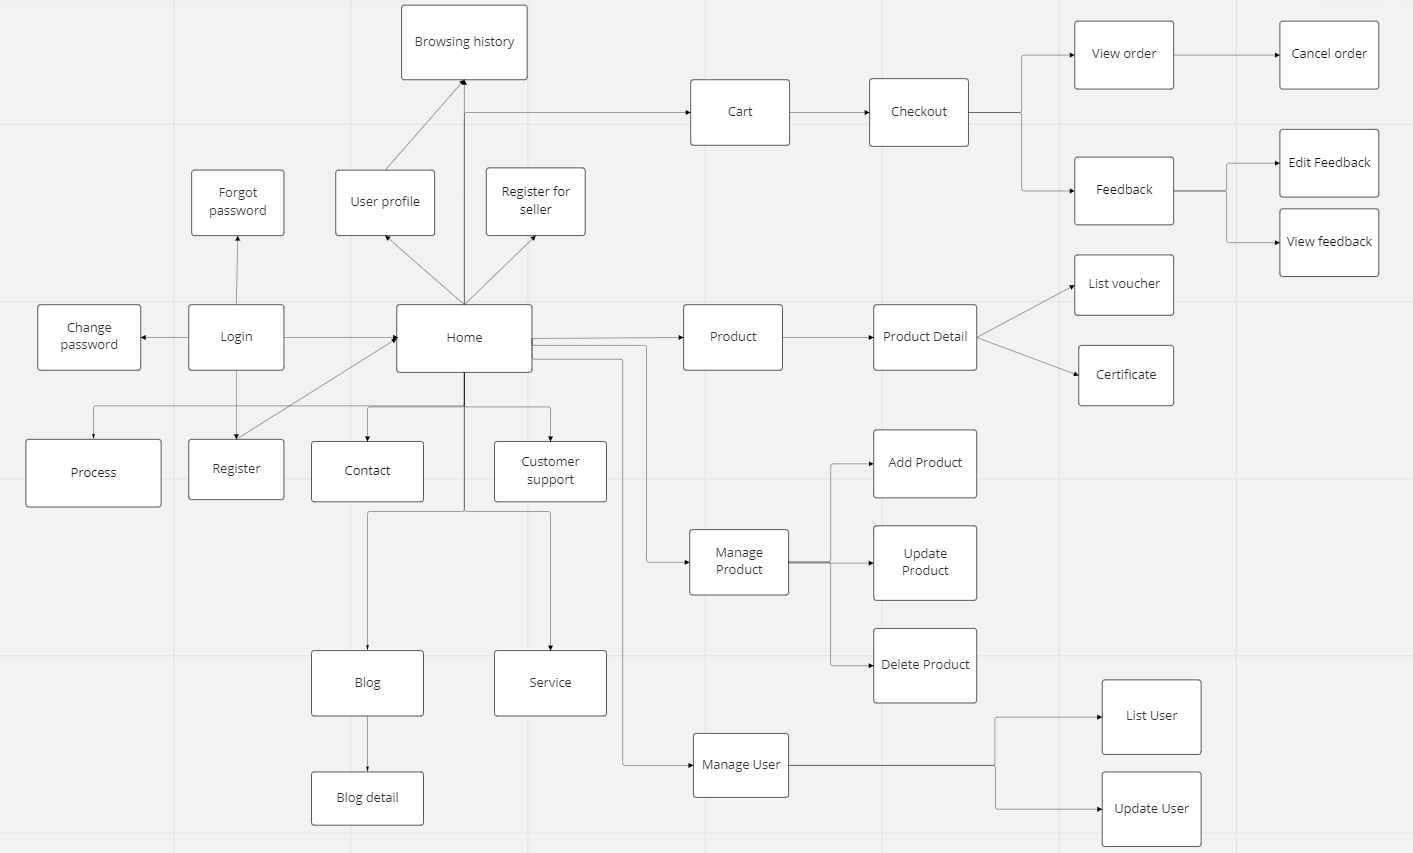 Browsing history
View order
Cancel order
Cart
Checkout
Edit Feedback
Forgot
password
User profile
Register for
seller
Feedback
View feedback
List voucher
Change
password
Login
Home
Product
Product Detail
Certificate
Process
Register
Contact
Customer
support
Add Product
Manage
Product
Update
Product
Delete Product
Blog
Service
List User
Manage User
Blog detail
Update User